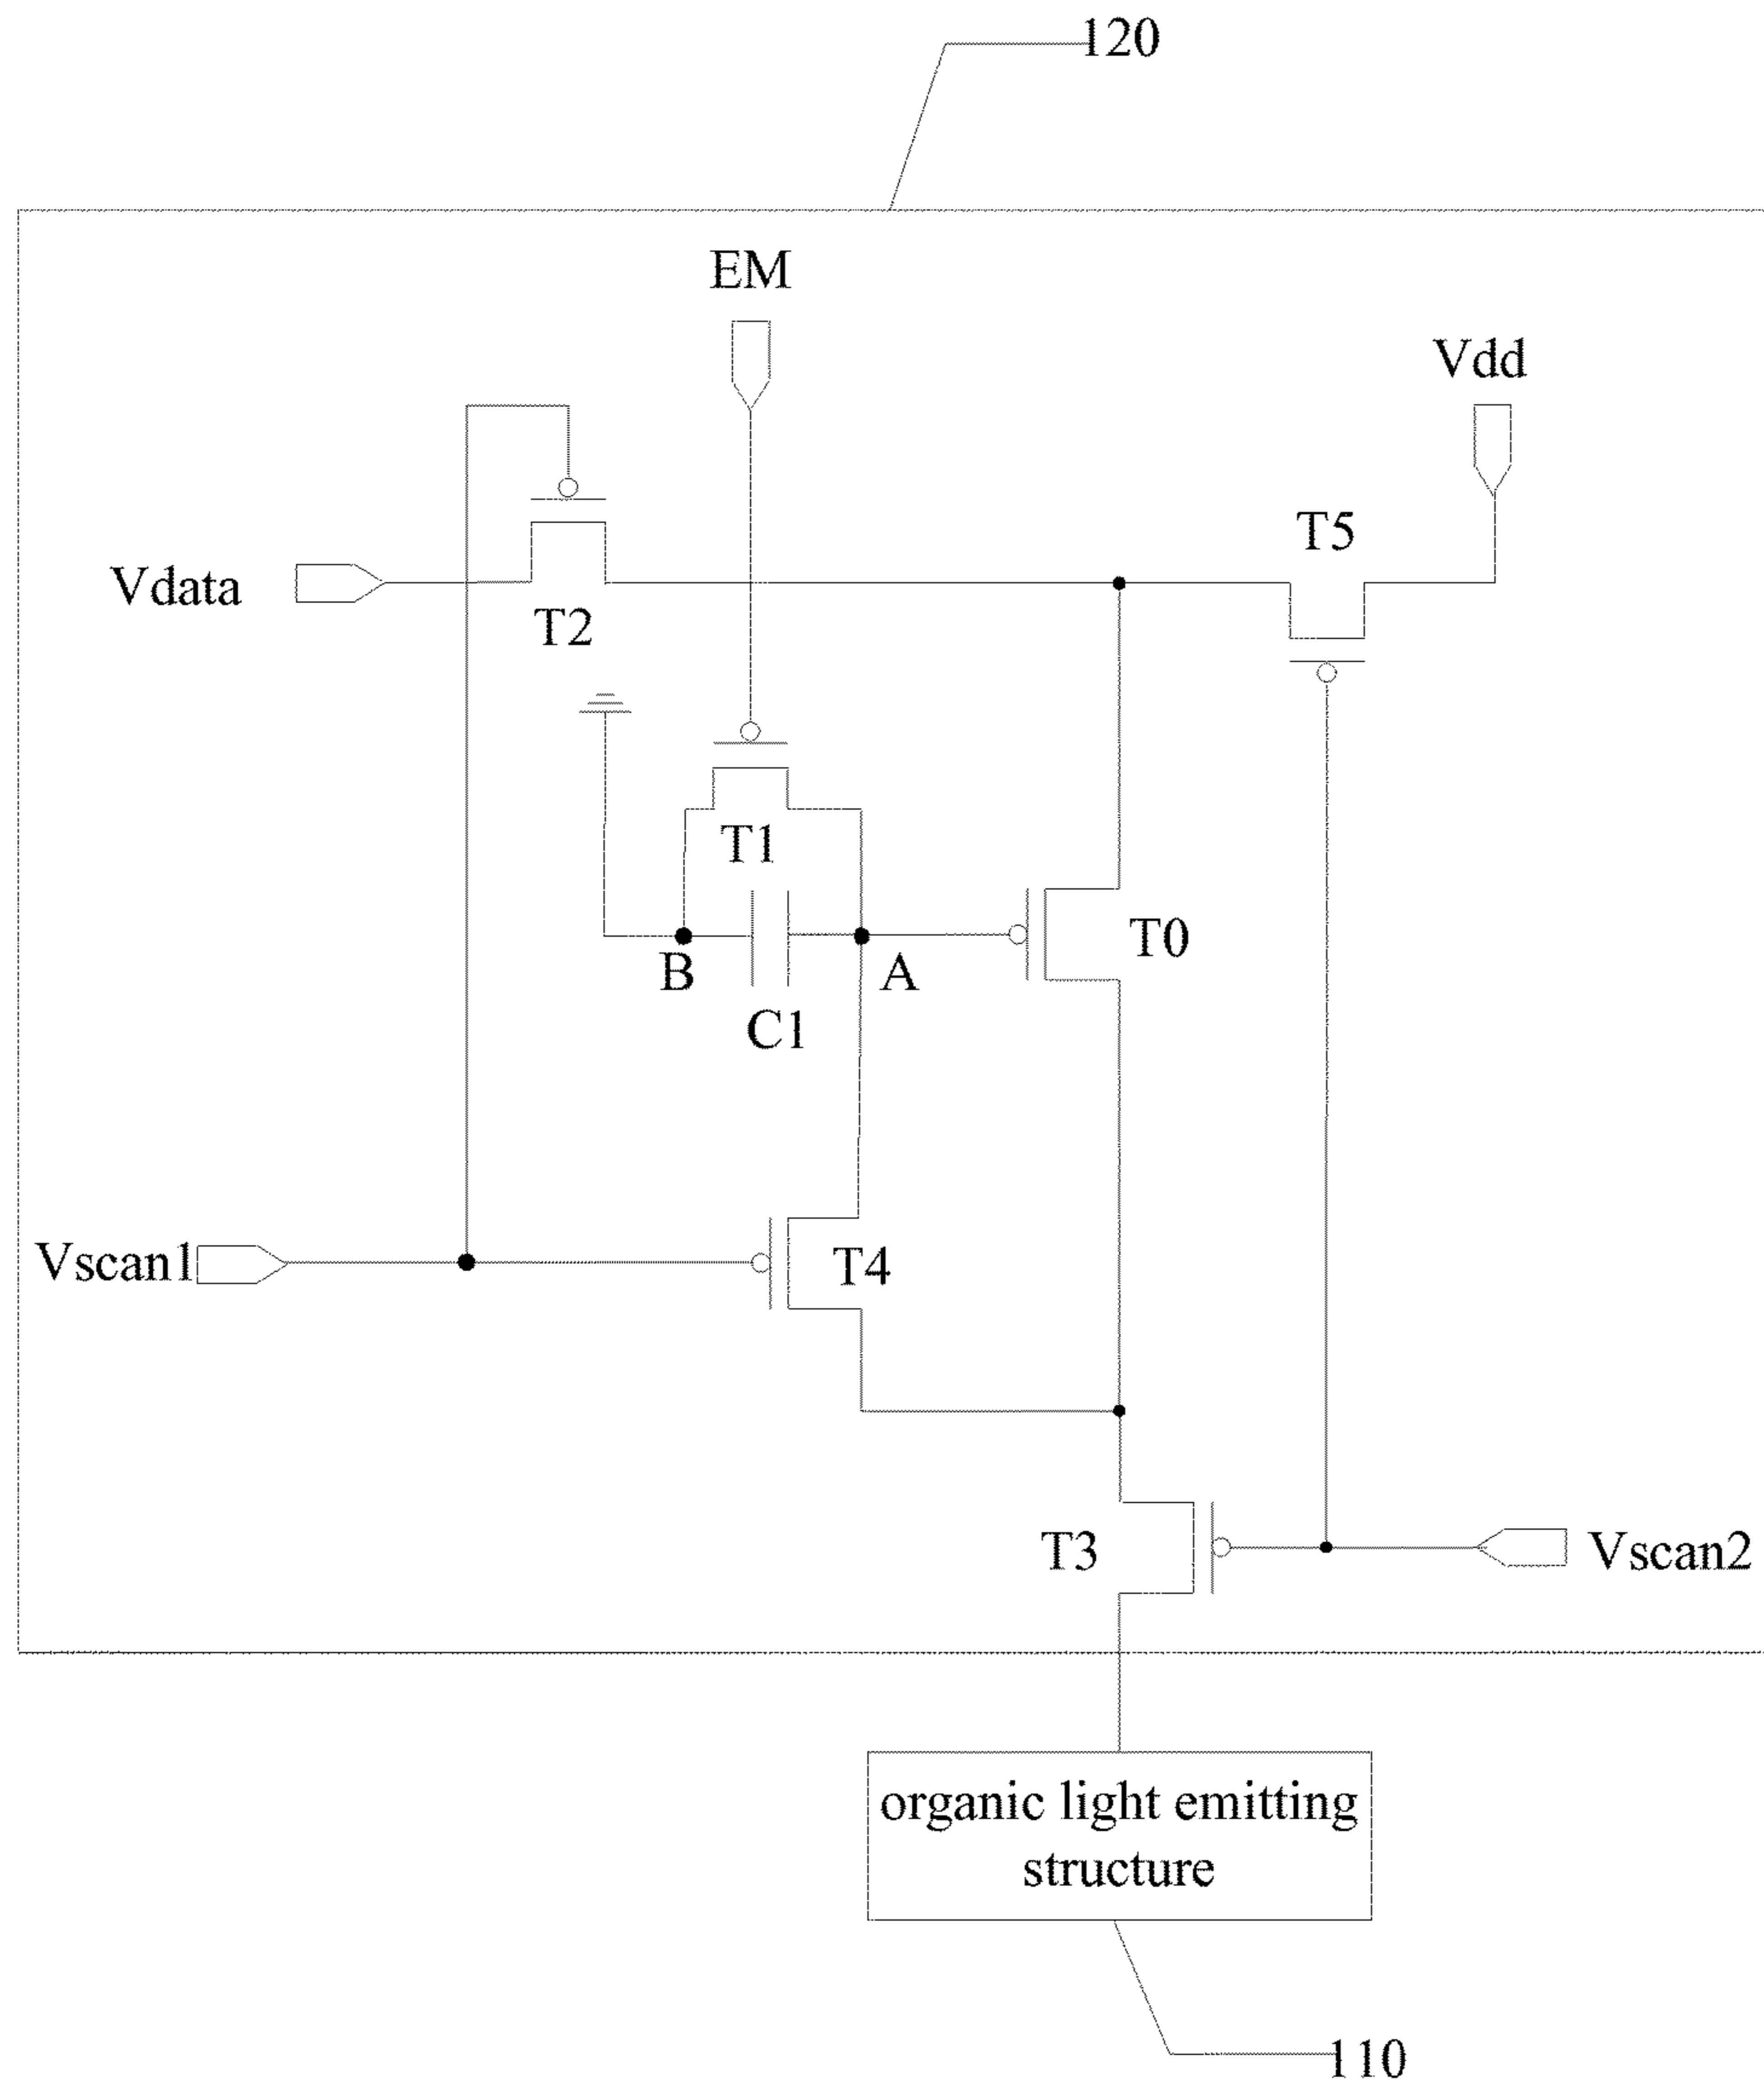 120
EM
Vdd
T5
Vdata
T2
T1
T0
B
A
C1
Vscan1
T4
T3
Vscan2
organic light emitting
structure
110